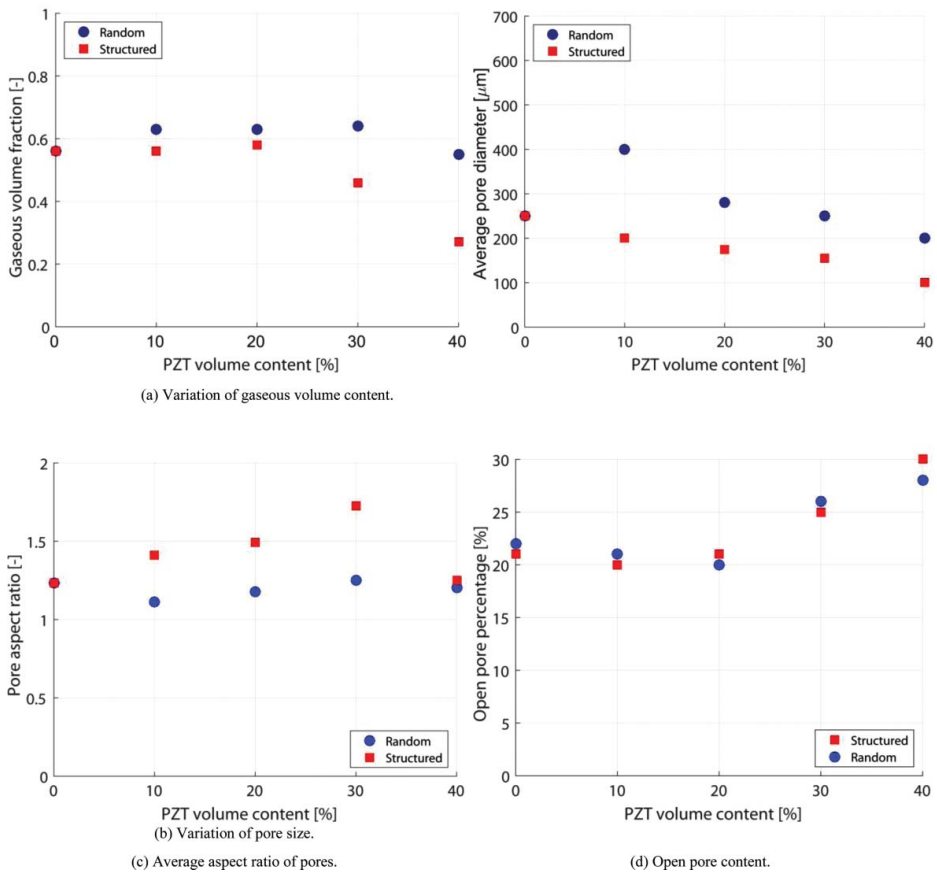 1
0.8
0.6
0.4
0.2
0
Gaseous volume fraction [-]
Random
Structured
0 10 20 30 40
PZT volume content [%]
(a) Variation of gaseous volume content.
700
600
500
400
300
200
100
0
Average pore diameter [μm]
Random
Structured
0 10 20 30 40
PZT volume content [%]
2
1.5
1
0.5
0
Pore aspect ratio [-]
Random
Structured
0 10 20 30 40
PZT volume content [%]
(b) Variation of pore size.
(c) Average aspect ratio of pores.
30
25
20
15
10
5
0
Open pore percentage [%]
Structured
Random
0 10 20 30 40
PZT volume content [%]
(d) Open pore content.